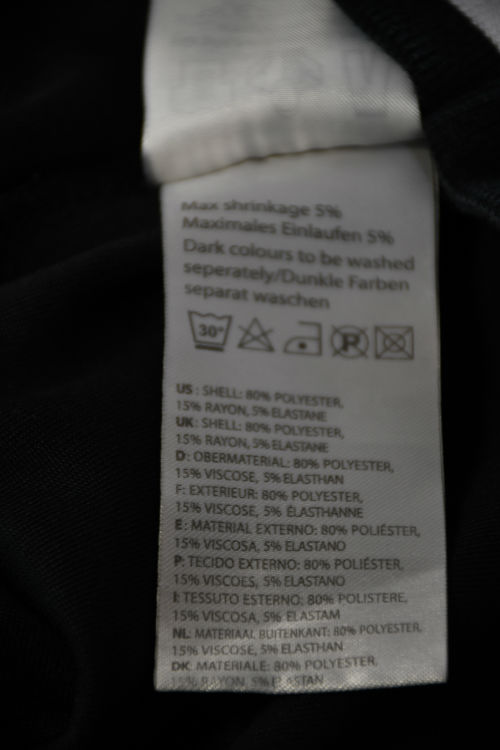 Max shrinkage 5%
Maximales Einlaufen 5%
Dark colours to be washed
seperately/Dunkle Farben
separat waschen
30°
P
US: SHELL: 80% POLYESTER,
15% RAYON, 5% ELASTANE
UK: SHELL: 80% POLYESTER,
15% RAYON, 5% ELASTANE
D: OBERMATERIAL: 80% POLYESTER,
15% VISCOSE, 5% ELASTHAN
F: EXTERIEUR: 80% POLYESTER,
15% VISCOSE, 5% ÉLASTHANNE
E: MATERIAL EXTERNO: 80% POLIÉSTER,
15% VISCOSA, 5% ELASTANO
P: TECIDO EXTERNO: 80% POLIÉSTER,
15% VISCOES, 5% ELASTANO
I: TESSUTO ESTERNO: 80% POLISTERE,
15% VISCOSA, 5% ELASTAM
NL: MATERIAAL BUITENKANT: 80% POLYESTER,
15% VISCOSE, 5% ELASTHAN
DK: MATERIALE: 80% POLYESTER,
15% RAYON, 5% ELASTAN